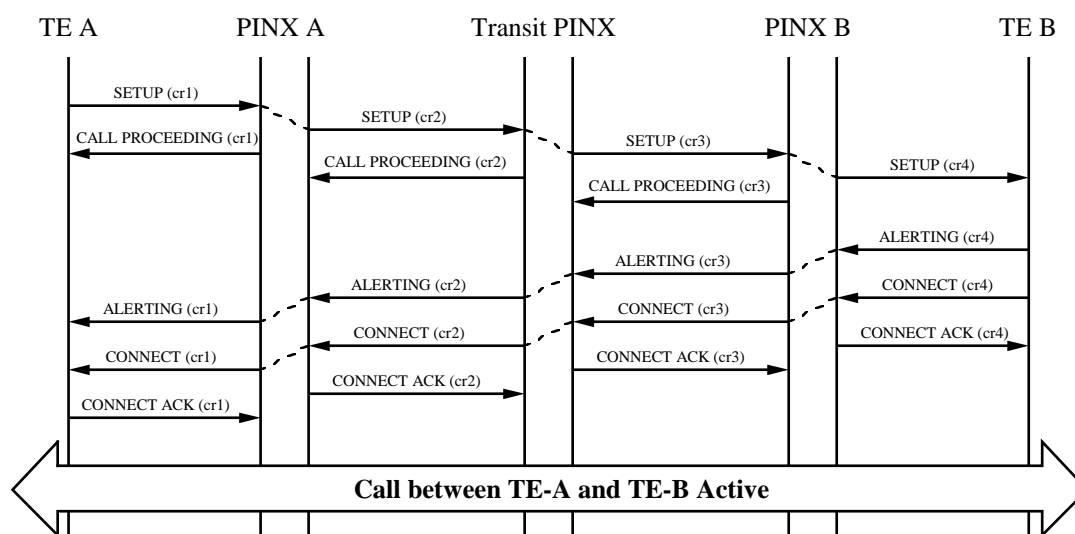 TE A PINX A Transit PINX PINX B TE B
SETUP (cr1)
SETUP (cr2)
CALL PROCEEDING (cr1)
SETUP (cr3)
CALL PROCEEDING (cr2)
SETUP (cr4)
CALL PROCEEDING (cr3)
ALERTING (cr4)
ALERTING (cr3)
ALERTING (cr2)
CONNECT (cr4)
ALERTING (cr1)
CONNECT (cr3)
CONNECT (cr2)
CONNECT ACK (cr4)
CONNECT (cr1)
CONNECT ACK (cr3)
CONNECT ACK (cr2)
CONNECT ACK (cr1)
Call between TE-A and TE-B Active